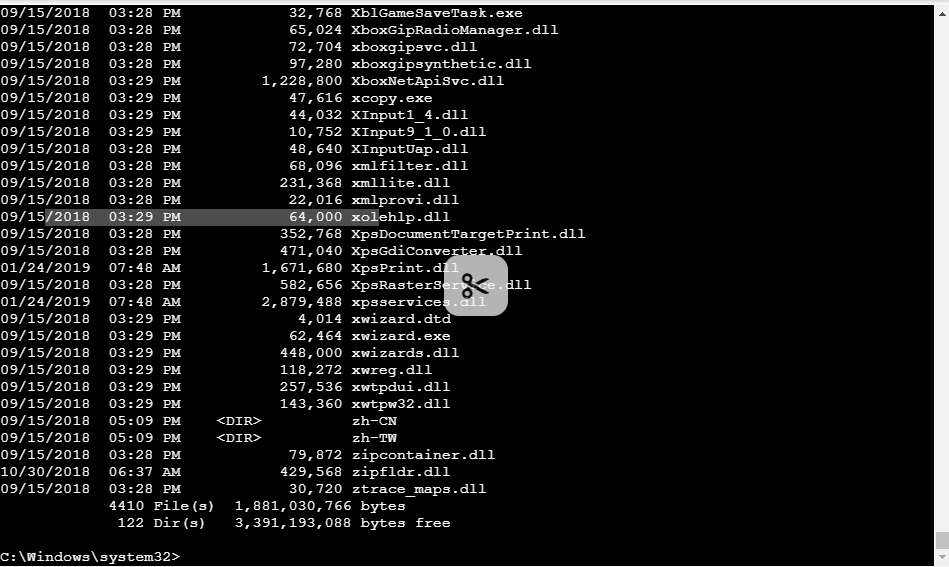 09/15/2018  03:28 PM            32,768 XblGameSaveTask.exe
09/15/2018  03:28 PM            65,024 XboxGipRadioManager.dll
09/15/2018  03:28 PM            72,704 xboxgipsvc.dll
09/15/2018  03:28 PM            97,280 xboxgipsynthetic.dll
09/15/2018  03:29 PM         1,228,800 XboxNetApiSvc.dll
09/15/2018  03:29 PM            47,616 xcopy.exe
09/15/2018  03:29 PM            44,032 XInput1_4.dll
09/15/2018  03:29 PM            10,752 XInput9_1_0.dll
09/15/2018  03:28 PM            48,640 XInputUap.dll
09/15/2018  03:28 PM            68,096 xmlfilter.dll
09/15/2018  03:28 PM           231,368 xmllite.dll
09/15/2018  03:28 PM            22,016 xmlprovi.dll
09/15/2018  03:29 PM            64,000 xolehlp.dll
09/15/2018  03:28 PM           352,768 XpsDocumentTargetPrint.dll
09/15/2018  03:28 PM           471,040 XpsGdiConverter.dll
01/24/2019  07:48 AM         1,671,680 XpsPrint.dll
09/15/2018  03:28 PM           582,656 XpsRasterService.dll
01/24/2019  07:48 AM         2,879,488 xpsservices.dll
09/15/2018  03:29 PM             4,014 xwizard.dtd
09/15/2018  03:29 PM            62,464 xwizard.exe
09/15/2018  03:29 PM           448,000 xwizards.dll
09/15/2018  03:29 PM           118,272 xwreg.dll
09/15/2018  03:29 PM           257,536 xwtpdui.dll
09/15/2018  03:29 PM           143,360 xwtpw32.dll
09/15/2018  05:09 PM    <DIR>          zh-CN
09/15/2018  05:09 PM    <DIR>          zh-TW
09/15/2018  03:28 PM            79,872 zipcontainer.dll
10/30/2018  06:37 AM           429,568 zipfldr.dll
09/15/2018  03:28 PM            30,720 ztrace_maps.dll
            4410 File(s)  1,881,030,766 bytes
             122 Dir(s)   3,391,193,088 bytes free
C:\Windows\system32>